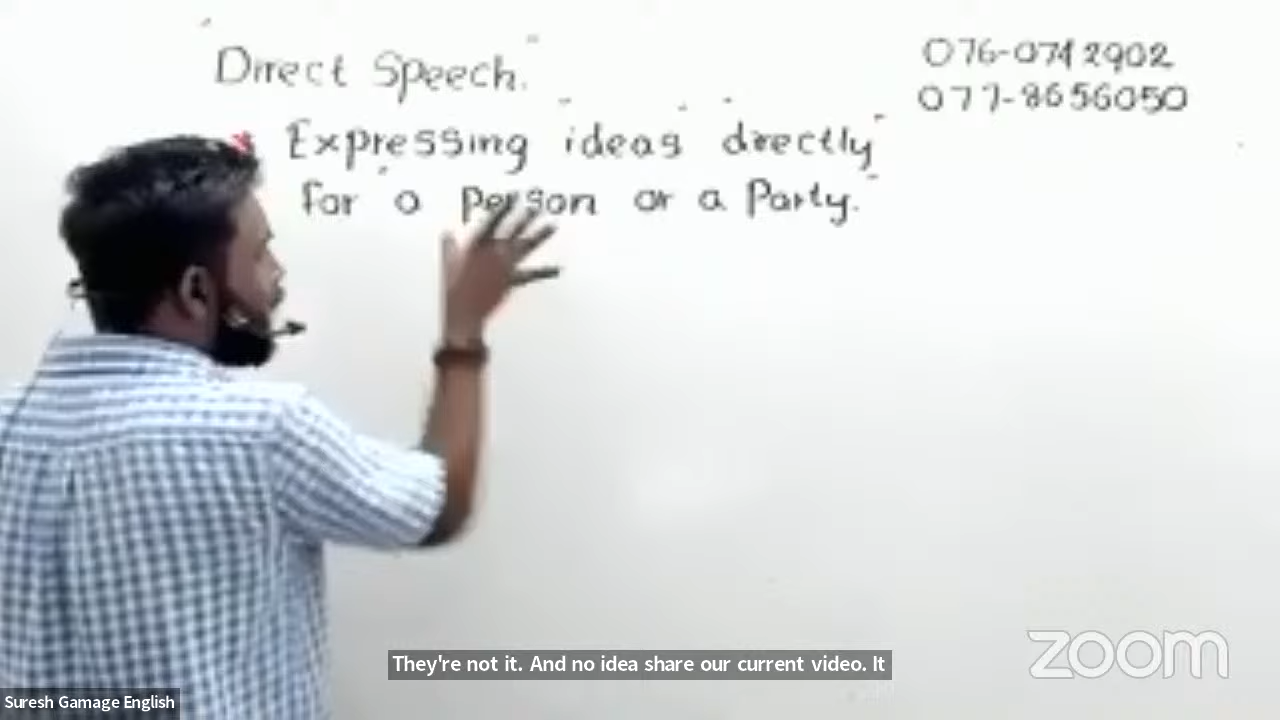 "Direct Speech."
076-0742902
077-8656050
Expressing "ideas" "directly"
for "a person or a Party."
They're not it. And no idea share our current video. It
zoom
Suresh Gamage English